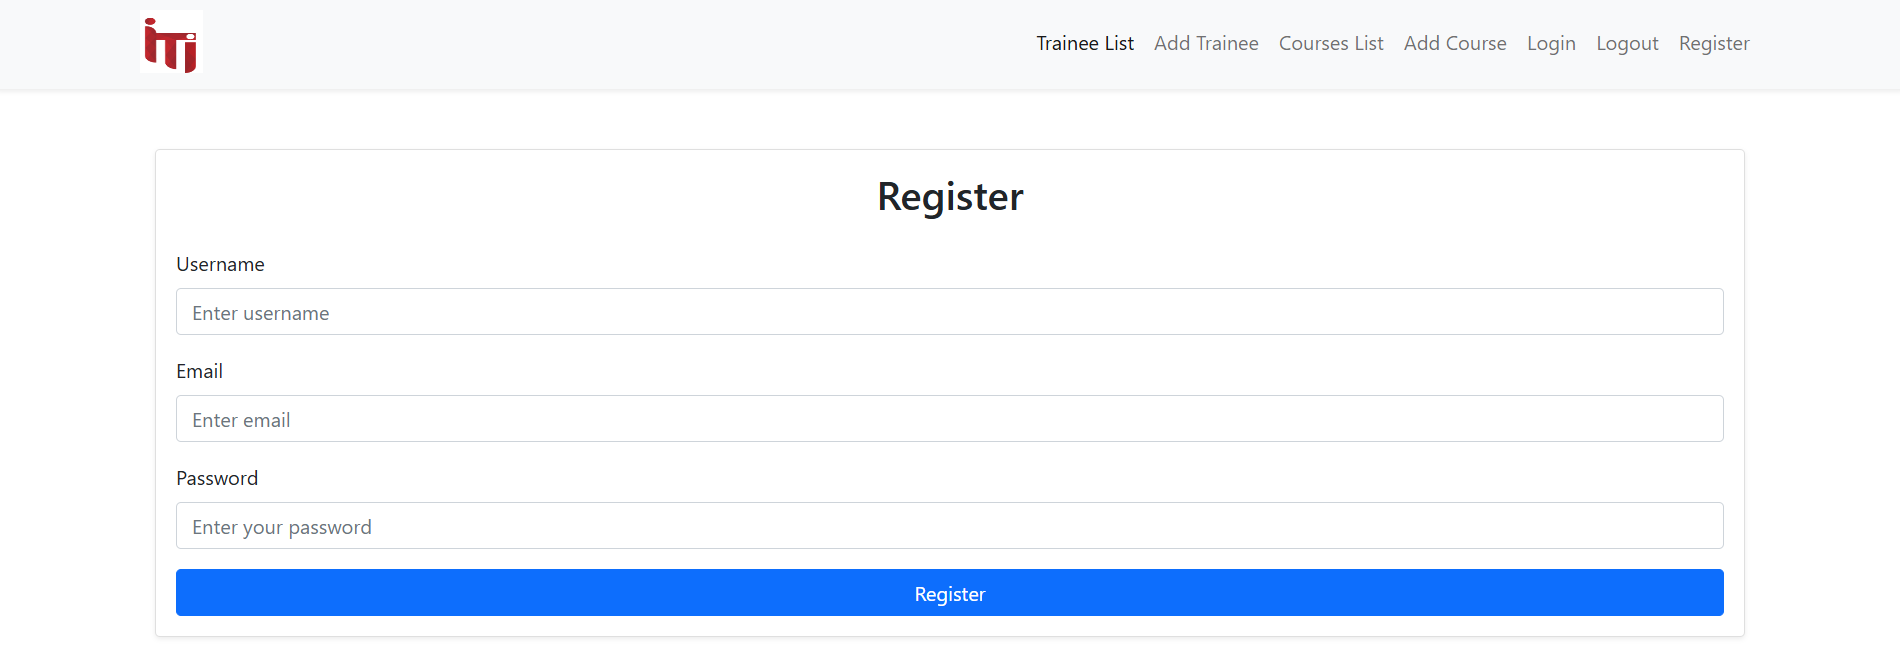 iTi
Trainee List Add Trainee Courses List Add Course Login Logout Register
Register
Username
Enter username
Email
Enter email
Password
Enter your password
Register